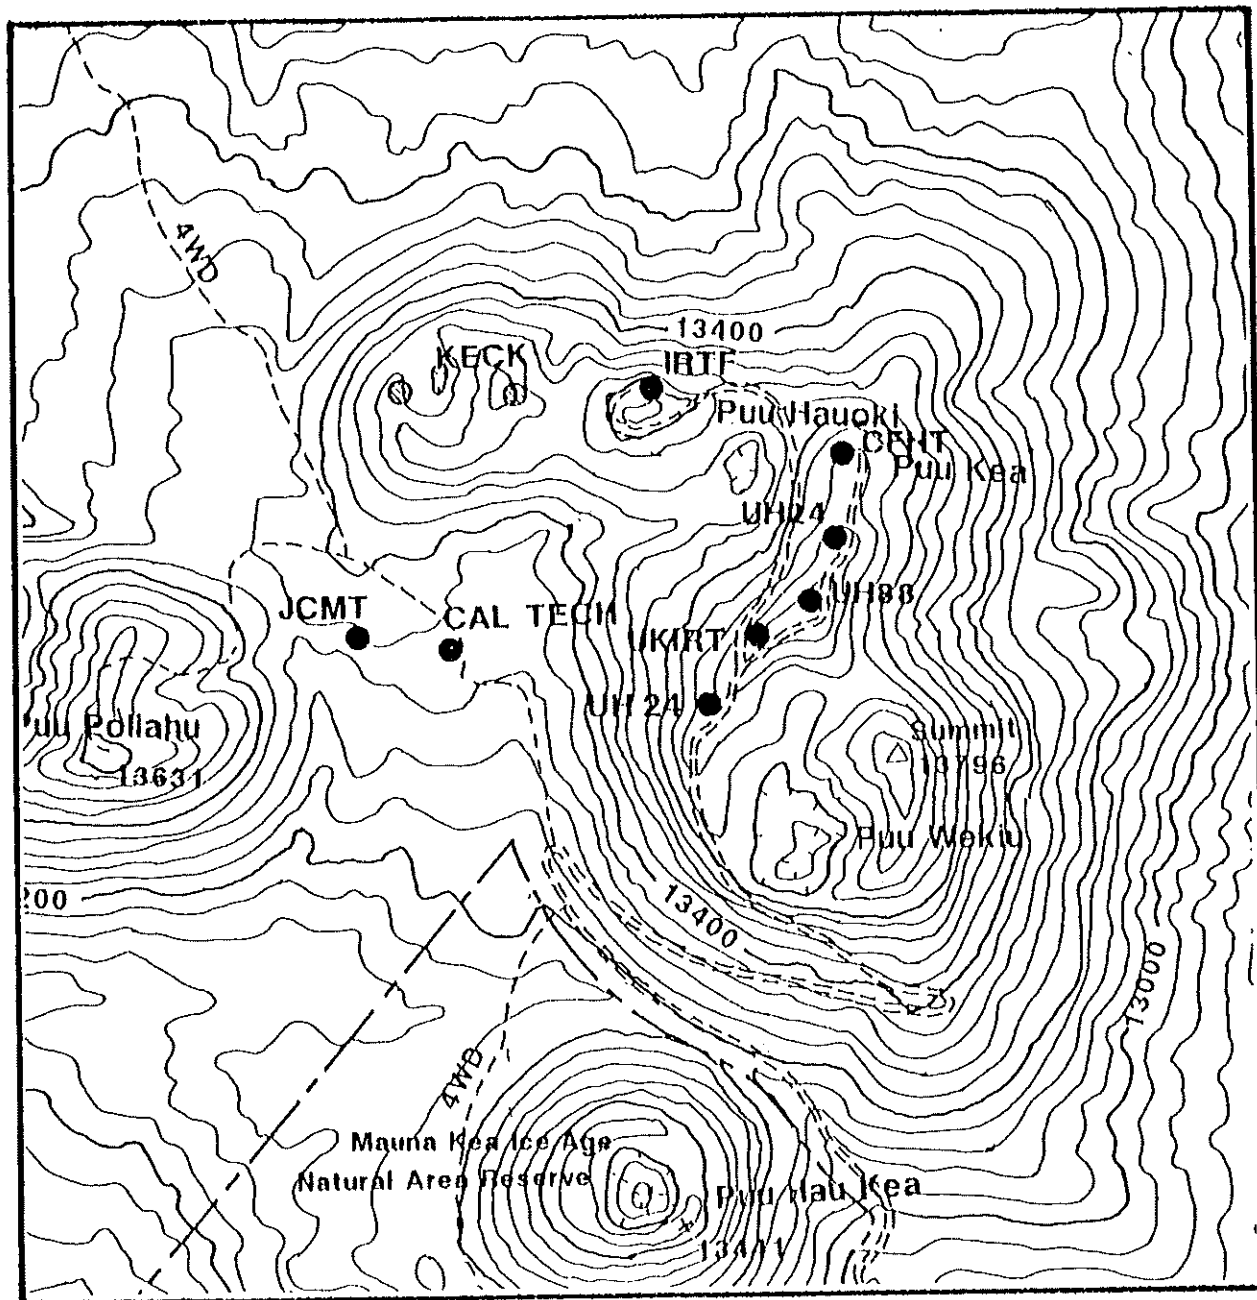 4WD
13400
KECK
IRTF
Puu Hauoki
CFHT
Puu Kea
UH24
UH88
JCMT
CAL TECH
UKIRT
UH 24
Puu Poliahu
13631
Summit
13796
Puu Wekiu
200
13400
13000
4WD
Mauna Kea Ice Age
Natural Area Reserve
Puu Hau Kea
13441